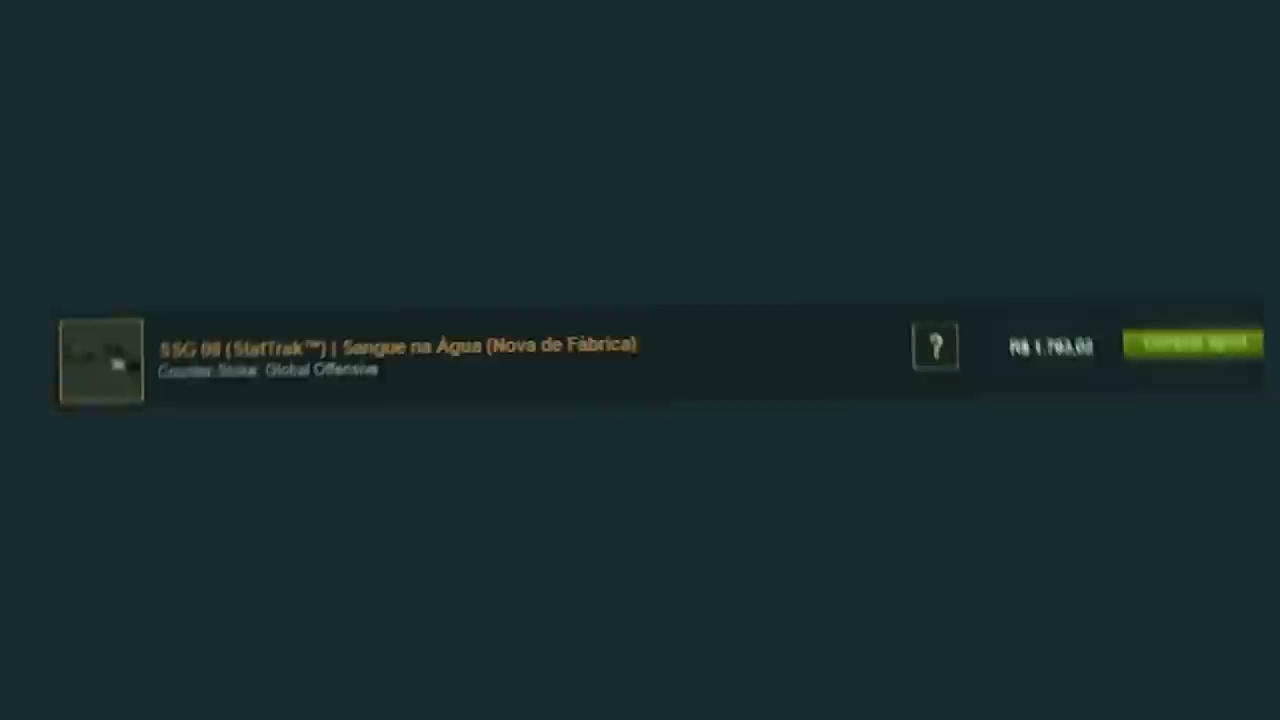 SSG 08 (StatTrak™) | Sangue na Água (Nova de Fábrica)
Counter-Strike: Global Offensive
?
R$